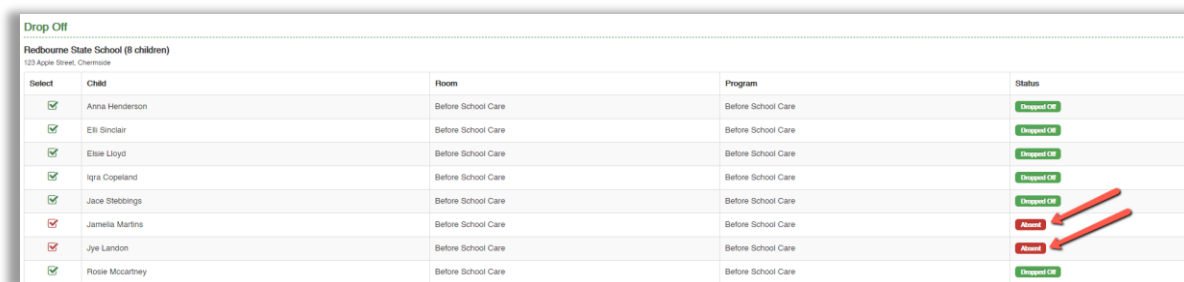 Drop Off
Redbourne State School (8 children)
123 Apple Street, Chermside
Select Child Room Program Status
Anna Henderson Before School Care Before School Care Dropped Off
Elli Sinclair Before School Care Before School Care Dropped Off
Elsie Lloyd Before School Care Before School Care Dropped Off
Iqra Copeland Before School Care Before School Care Dropped Off
Jace Stebbings Before School Care Before School Care Dropped Off
Jamelia Martins Before School Care Before School Care Absent
Jye Landon Before School Care Before School Care Absent
Rosie Mccartney Before School Care Before School Care Dropped Off